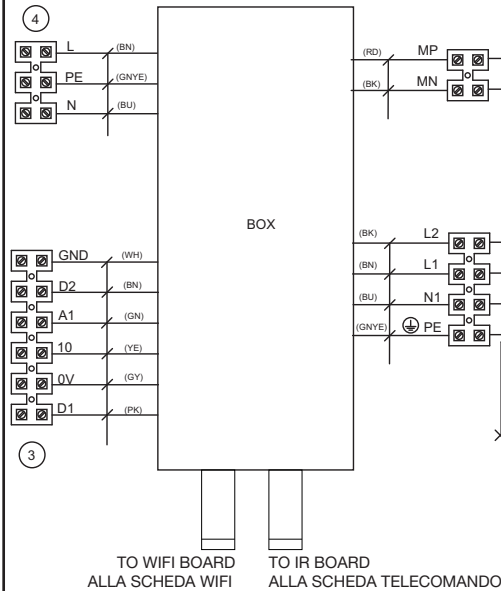 4
L (BN)
PE (GNYE)
N (BU)
(RD) MP
(BK) MN
BOX
GND (WH)
D2 (BN)
A1 (GN)
10 (YE)
0V (GY)
D1 (PK)
3
(BK) L2
(BN) L1
(BU) N1
(GNYE) PE
TO WIFI BOARD
ALLA SCHEDA WIFI
TO IR BOARD
ALLA SCHEDA TELECOMANDO